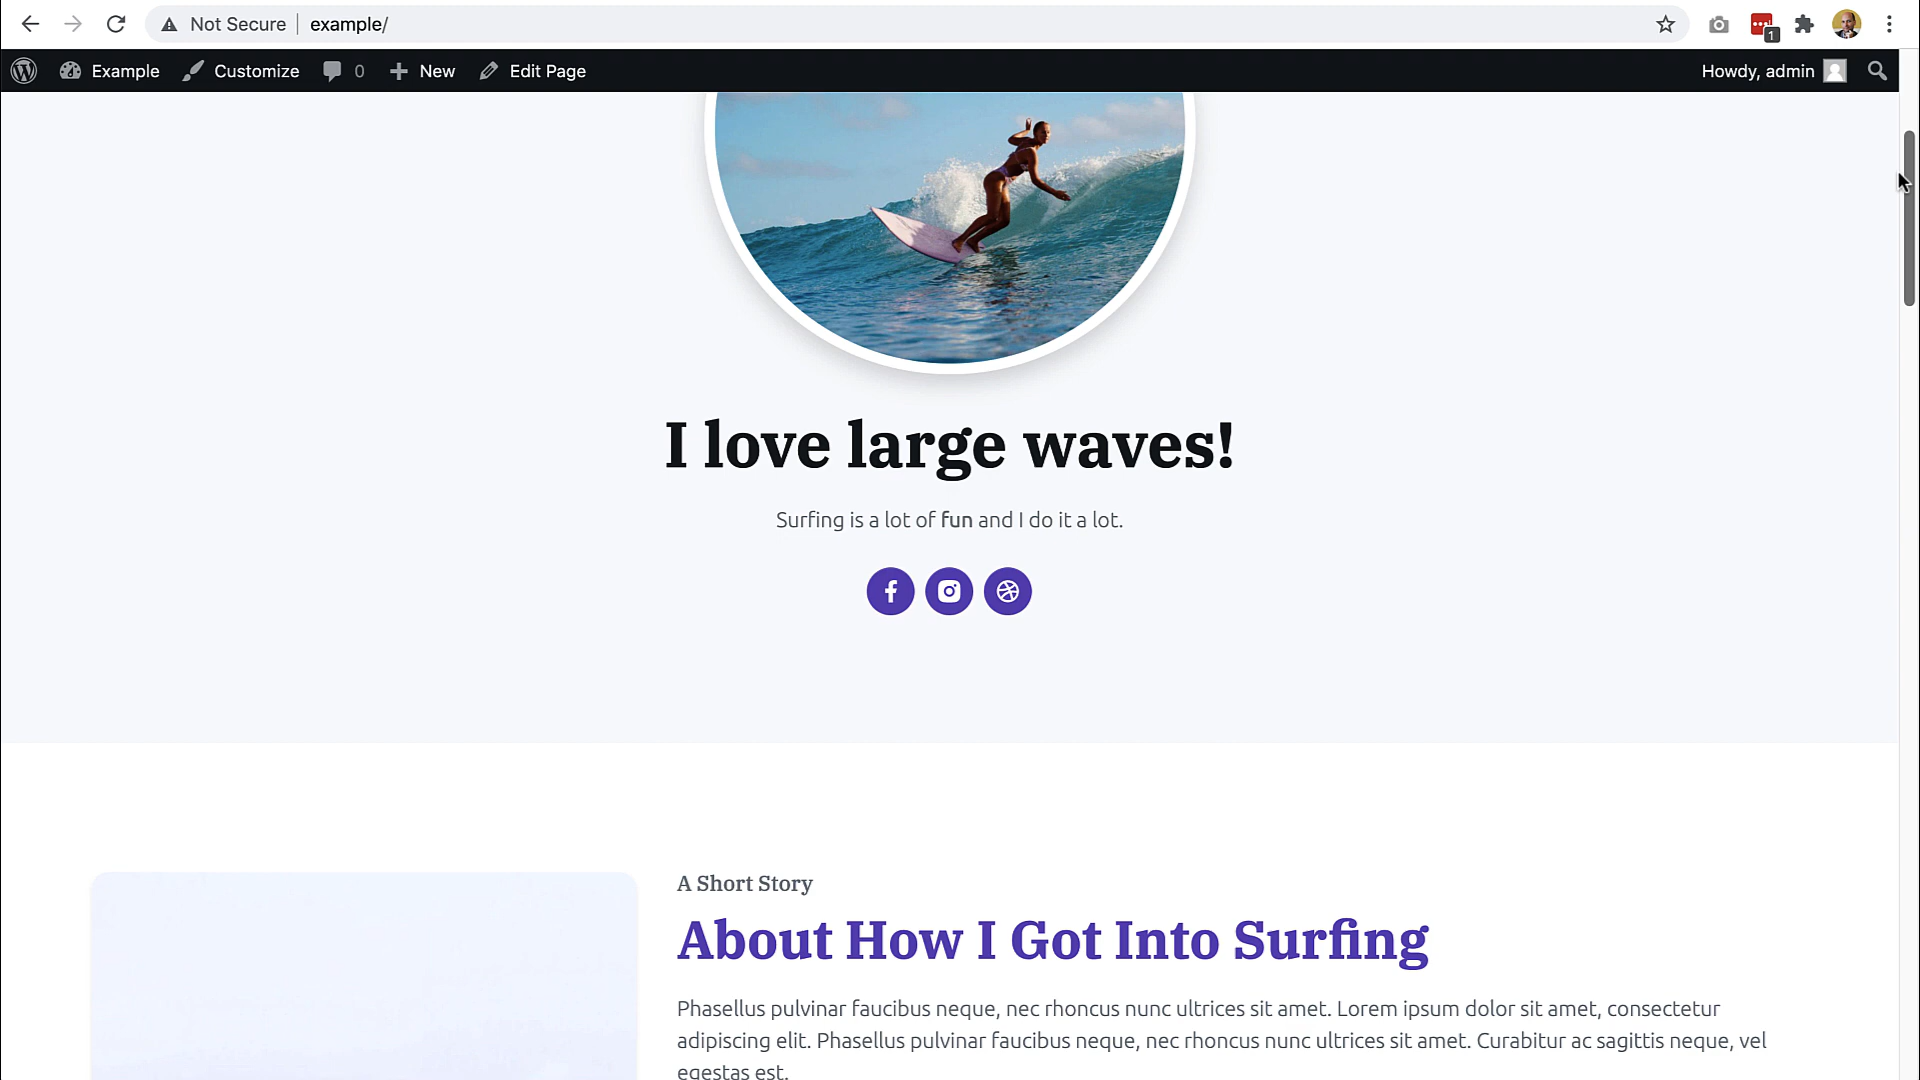 Not Secure example/
1
Example Customize 0 New Edit Page Howdy, admin
I love large waves!
Surfing is a lot of fun and I do it a lot.
A Short Story
About How I Got Into Surfing
Phasellus pulvinar faucibus neque, nec rhoncus nunc ultrices sit amet. Lorem ipsum dolor sit amet, consectetur
adipiscing elit. Phasellus pulvinar faucibus neque, nec rhoncus nunc ultrices sit amet. Curabitur ac sagittis neque, vel
egestas est.